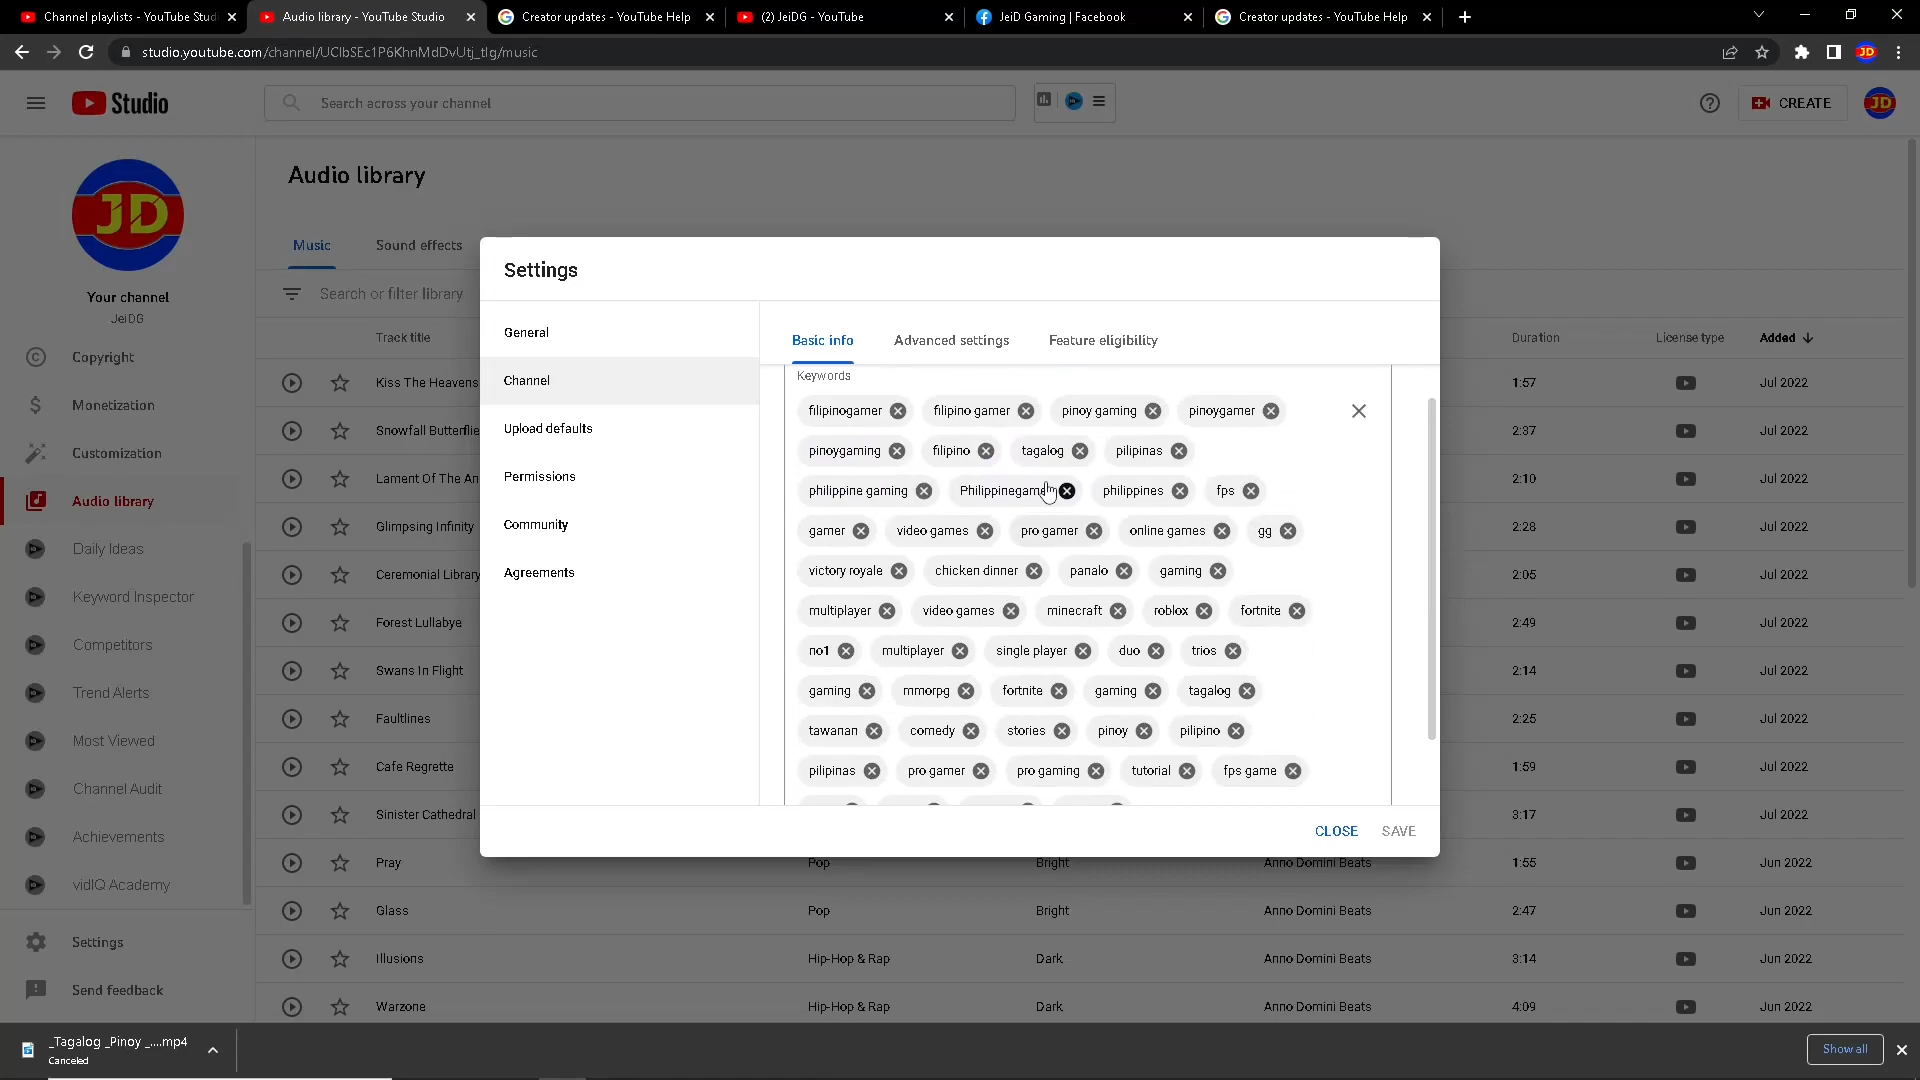 Channel playlists - YouTube Stud
Audio library - YouTube Studio
Creator updates - YouTube Help
(2) JeiDG - YouTube
JeiD Gaming | Facebook
Creator updates - YouTube Help
studio.youtube.com/channel/UClbSEc1P6KhnMdDvUtj_tlg/music
JD
Studio
Search across your channel
CREATE
JD
JD
Your channel
JeiDG
Copyright
Monetization
Customization
Audio library
Daily Ideas
Keyword Inspector
Competitors
Trend Alerts
Most Viewed
Channel Audit
Achievements
vidIQ Academy
Settings
Send feedback
Audio library
Music
Sound effects
Search or filter library
Track title
Duration
License type
Added
Kiss The Heavens
1:57
Jul 2022
Snowfall Butterflie
2:37
Jul 2022
Lament Of The An
2:10
Jul 2022
Glimpsing Infinity
2:28
Jul 2022
Ceremonial Library
2:05
Jul 2022
Forest Lullabye
2:49
Jul 2022
Swans In Flight
2:14
Jul 2022
Faultlines
2:25
Jul 2022
Cafe Regrette
1:59
Jul 2022
Sinister Cathedral
3:17
Jul 2022
Pray
Pop
Bright
Anno Domini Beats
1:55
Jun 2022
Glass
Pop
Bright
Anno Domini Beats
2:47
Jun 2022
Illusions
Hip-Hop & Rap
Dark
Anno Domini Beats
3:14
Jun 2022
Warzone
Hip-Hop & Rap
Dark
Anno Domini Beats
4:09
Jun 2022
Settings
General
Channel
Upload defaults
Permissions
Community
Agreements
Basic info
Advanced settings
Feature eligibility
Keywords
filipinogamer
filipino gamer
pinoy gaming
pinoygamer
pinoygaming
filipino
tagalog
pilipinas
philippine gaming
Philippinegame
philippines
fps
gamer
video games
pro gamer
online games
gg
victory royale
chicken dinner
panalo
gaming
multiplayer
video games
minecraft
roblox
fortnite
no1
multiplayer
single player
duo
trios
gaming
mmorpg
fortnite
gaming
tagalog
tawanan
comedy
stories
pinoy
pilipino
pilipinas
pro gamer
pro gaming
tutorial
fps game
CLOSE
SAVE
_Tagalog _Pinoy _....mp4
Canceled
Show all